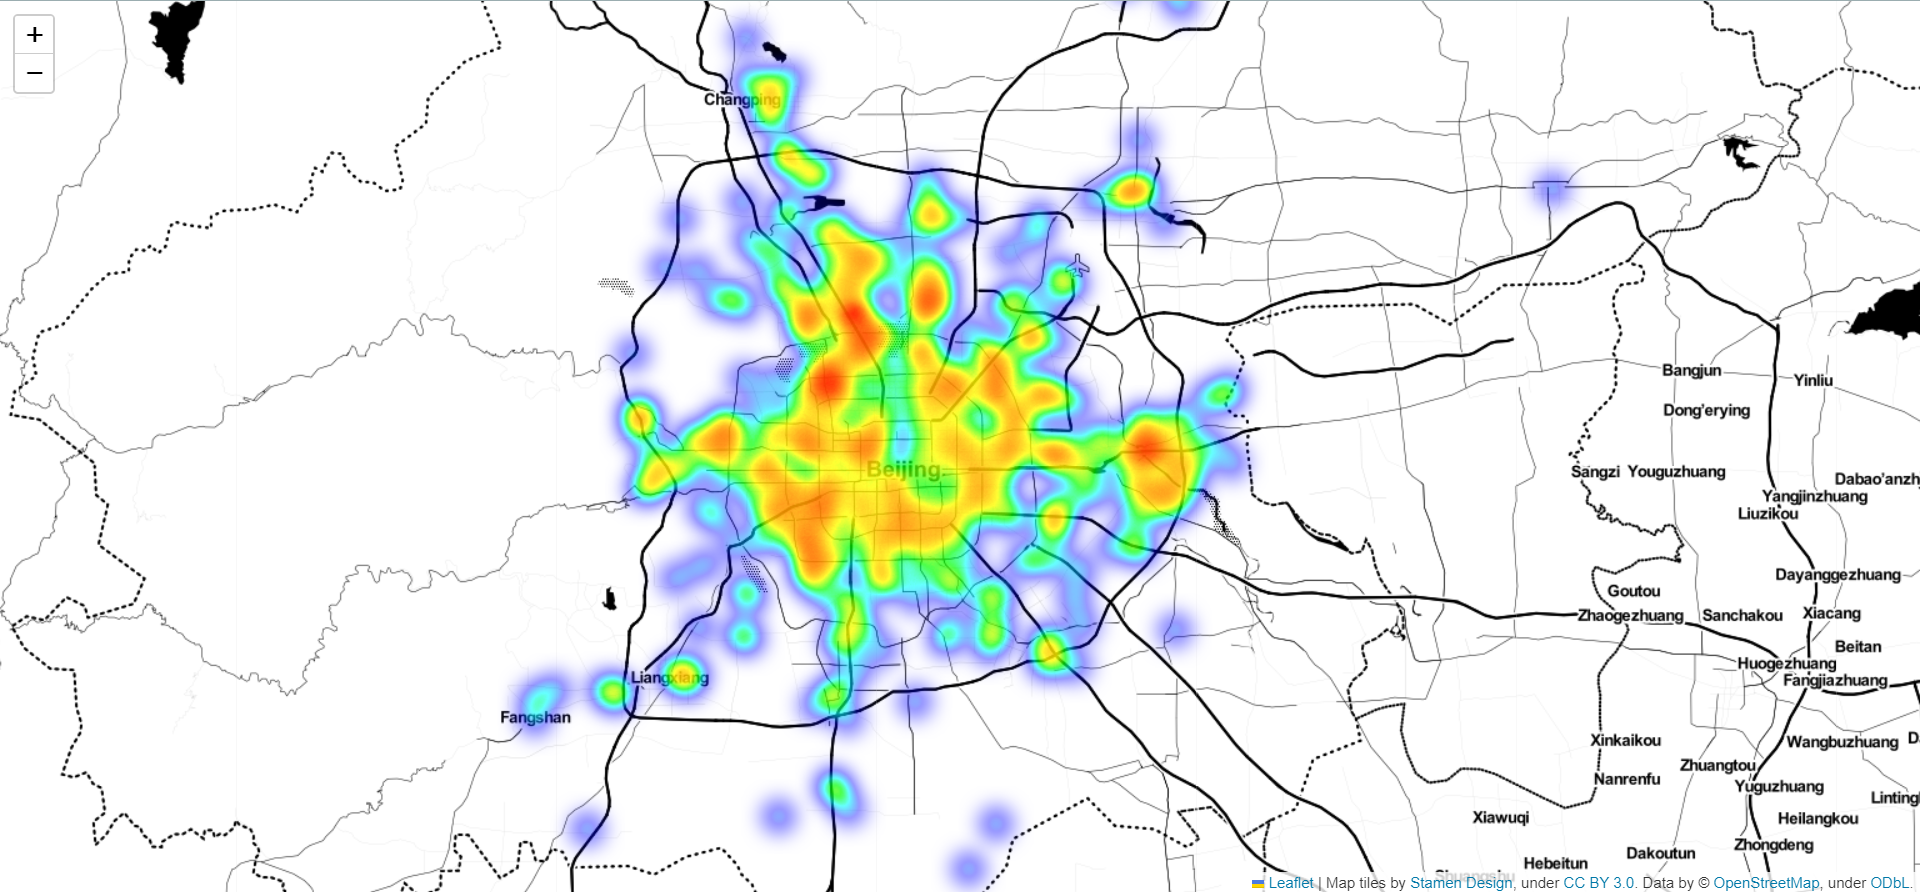 +
−
Changping
Beijing
Liangxiang
Fangshan
Bangjun
Yinliu
Dong'erying
Sangzi
Youguzhuang
Dabao'anzh
Yangjinzhuang
Liuzikou
Dayanggezhuang
Goutou
Zhaogezhuang
Sanchakou
Xiacang
Beitan
Huogezhuang
Fangjiazhuang
Xinkaikou
Wangbuzhuang
D
Zhuangtou
Nanrenfu
Yuguzhuang
Linting
Xiawuqi
Heilangkou
Zhongdeng
Dakoutun
Hebeitun
Shuangshu
Leaflet | Map tiles by Stamen Design, under CC BY 3.0. Data by © OpenStreetMap, under ODbL.